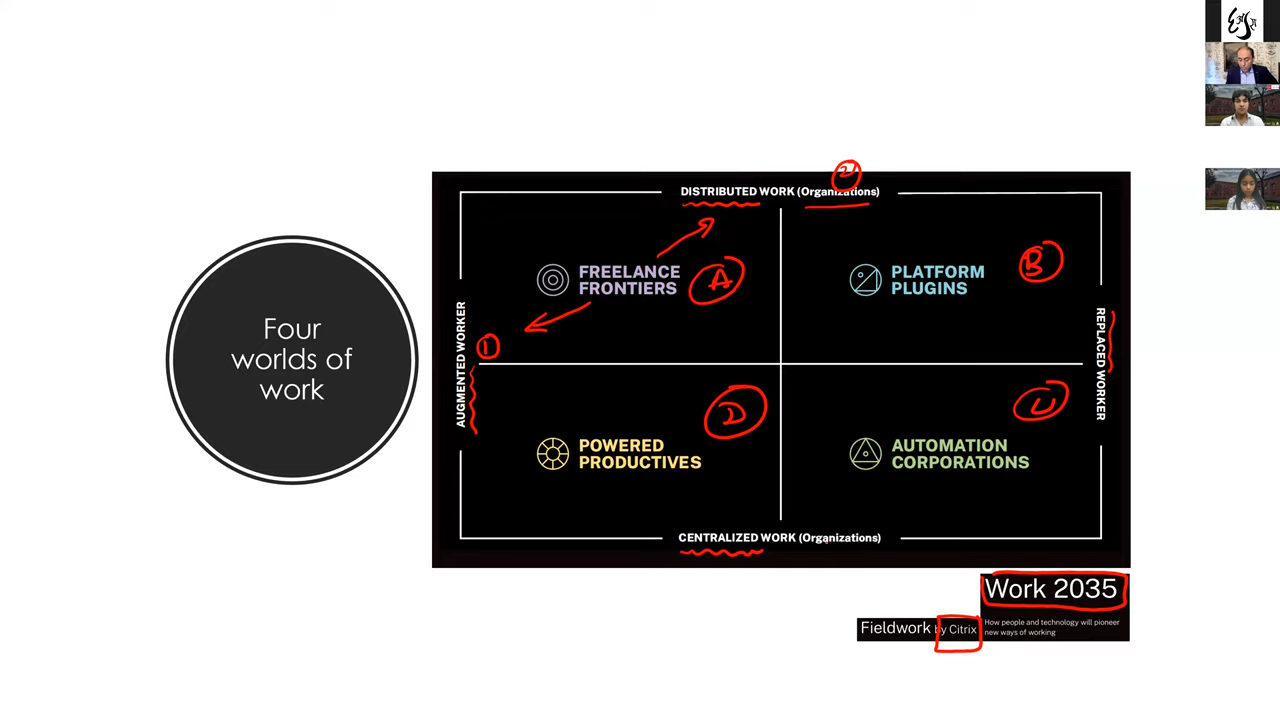 Four
worlds of
work
2
DISTRIBUTED WORK (Organizations)
FREELANCE
FRONTIERS
A
PLATFORM
PLUGINS
B
1
AUGMENTED WORKER
REPLACED WORKER
POWERED
PRODUCTIVES
D
AUTOMATION
CORPORATIONS
CENTRALIZED WORK (Organizations)
Work 2035
How people and technology will pioneer
new ways of working
Fieldwork by Citrix